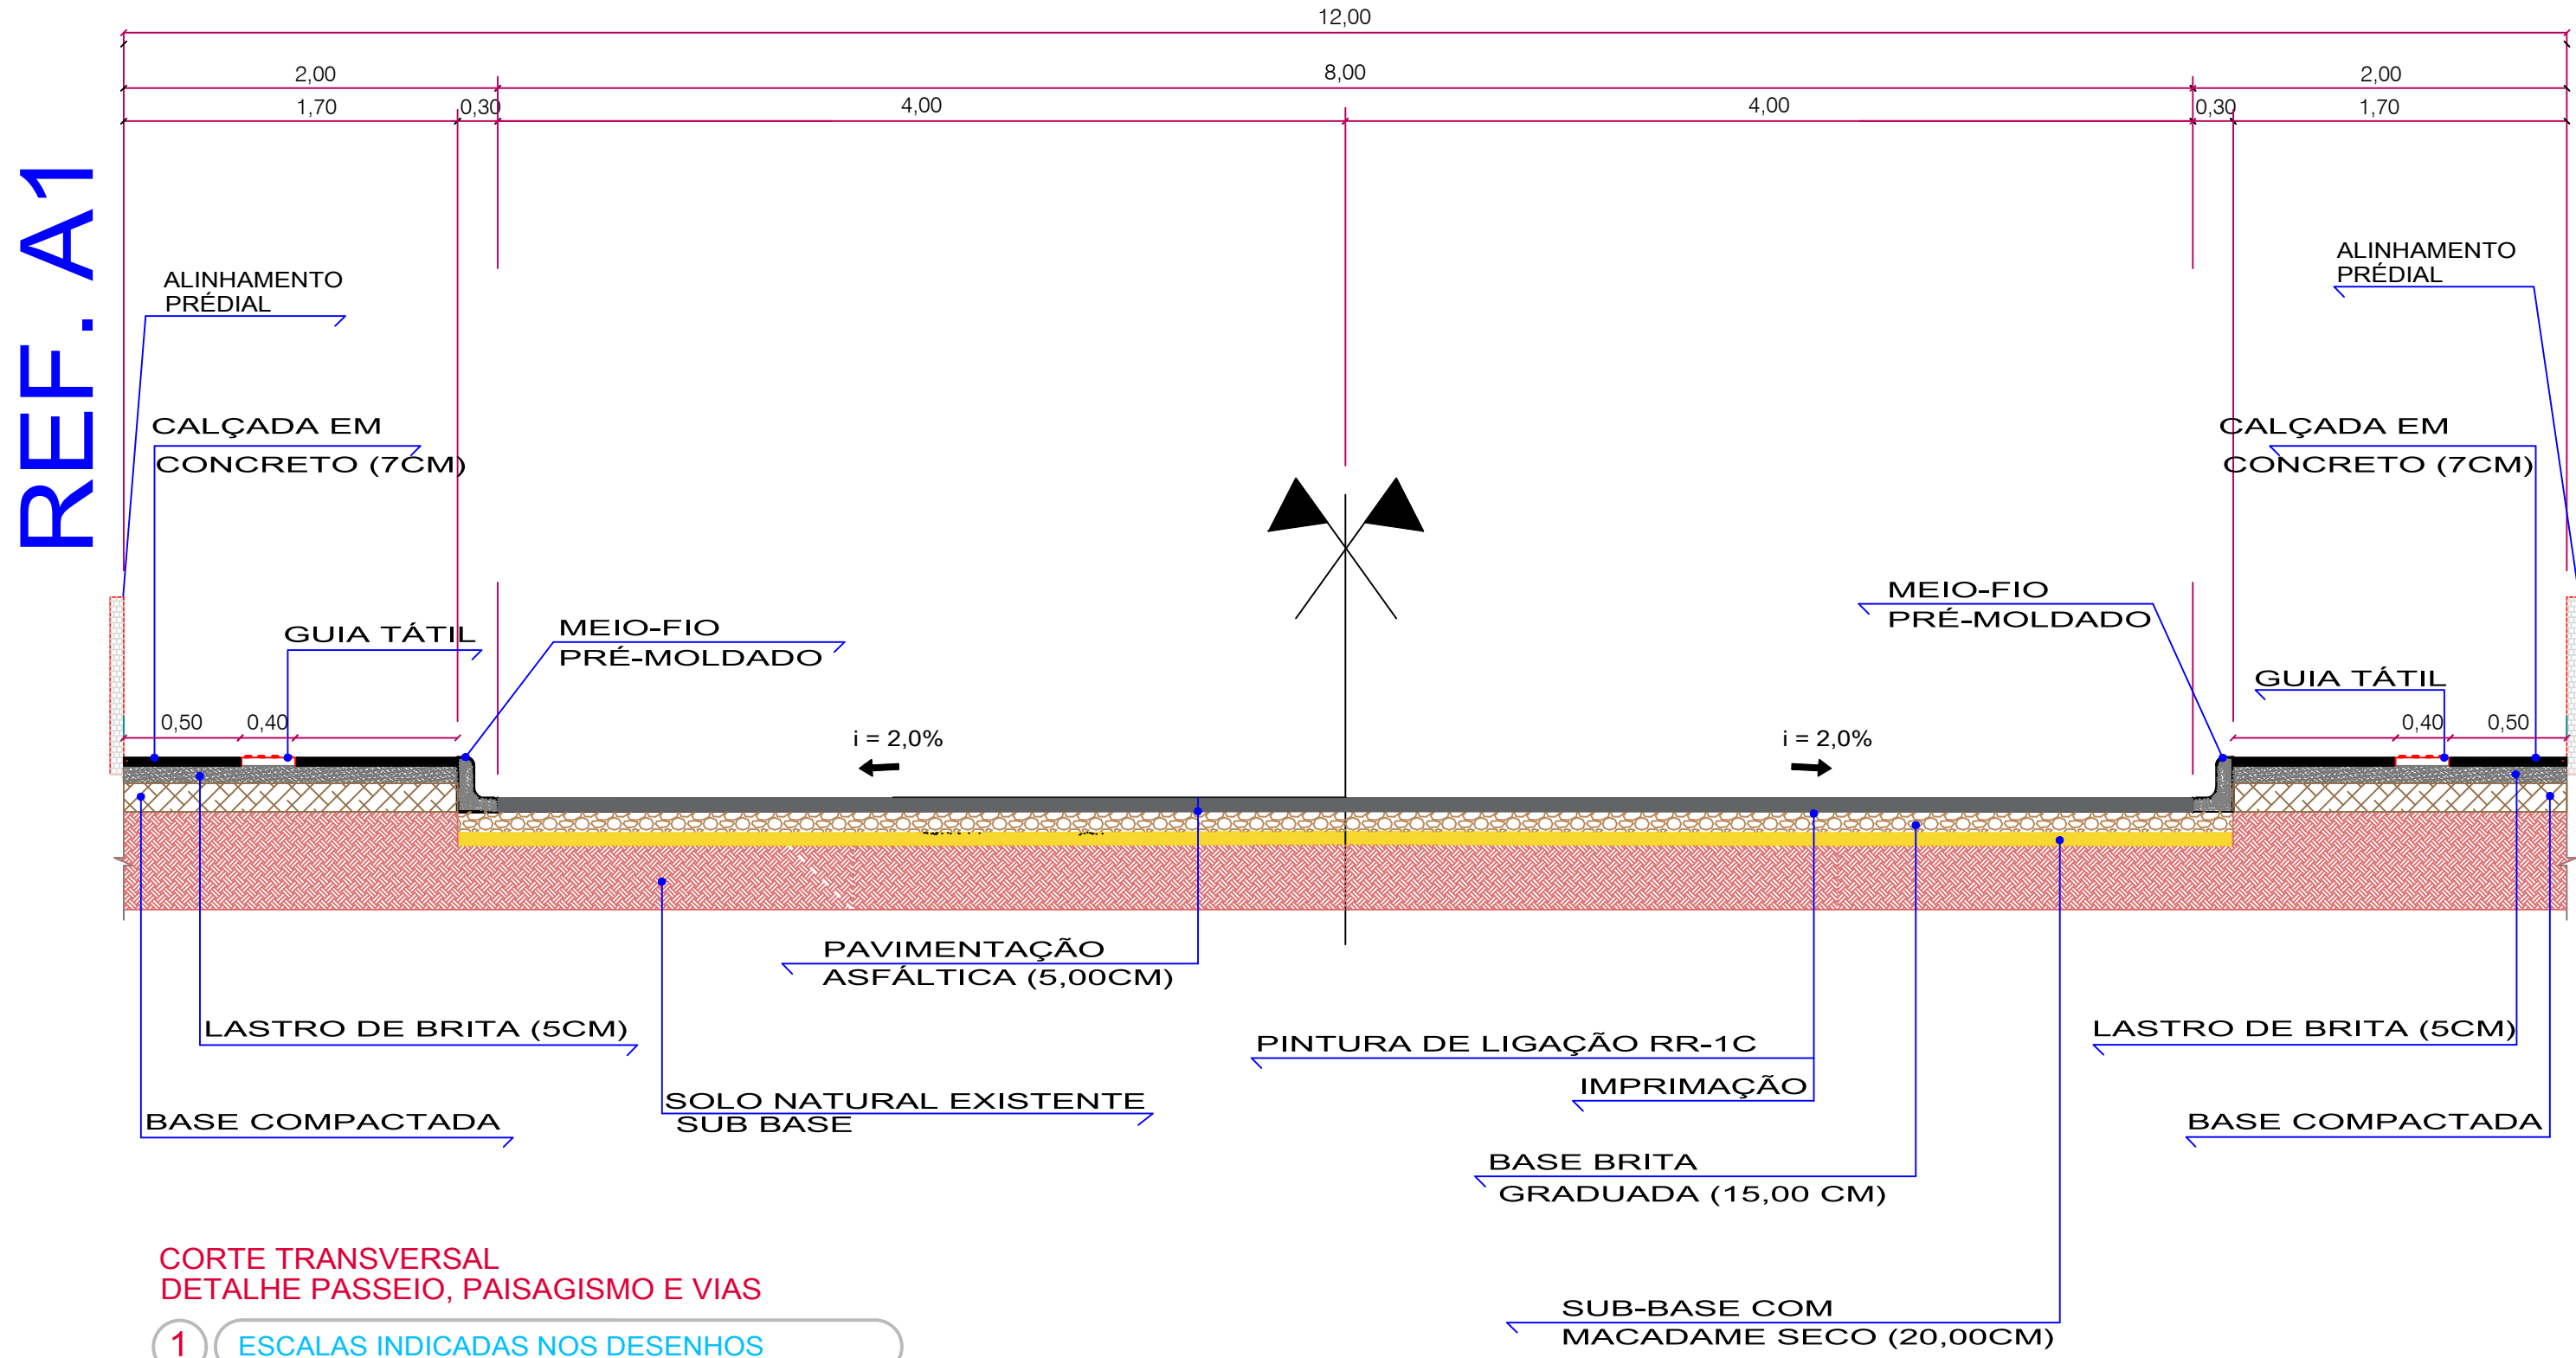 12,00
2,00
8,00
2,00
1,70
0,30
4,00
4,00
0,30
1,70
REF. A1
ALINHAMENTO
PRÉDIAL
ALINHAMENTO
PRÉDIAL
CALÇADA EM
CONCRETO (7CM)
CALÇADA EM
CONCRETO (7CM)
GUIA TÁTIL
MEIO-FIO
PRÉ-MOLDADO
MEIO-FIO
PRÉ-MOLDADO
GUIA TÁTIL
0,50
0,40
i = 2,0%
i = 2,0%
0,40
0,50
PAVIMENTAÇÃO
ASFÁLTICA (5,00CM)
LASTRO DE BRITA (5CM)
PINTURA DE LIGAÇÃO RR-1C
LASTRO DE BRITA (5CM)
IMPRIMAÇÃO
SOLO NATURAL EXISTENTE
SUB BASE
BASE COMPACTADA
BASE COMPACTADA
BASE BRITA
GRADUADA (15,00 CM)
SUB-BASE COM
MACADAME SECO (20,00CM)
CORTE TRANSVERSAL
DETALHE PASSEIO, PAISAGISMO E VIAS
1
ESCALAS INDICADAS NOS DESENHOS